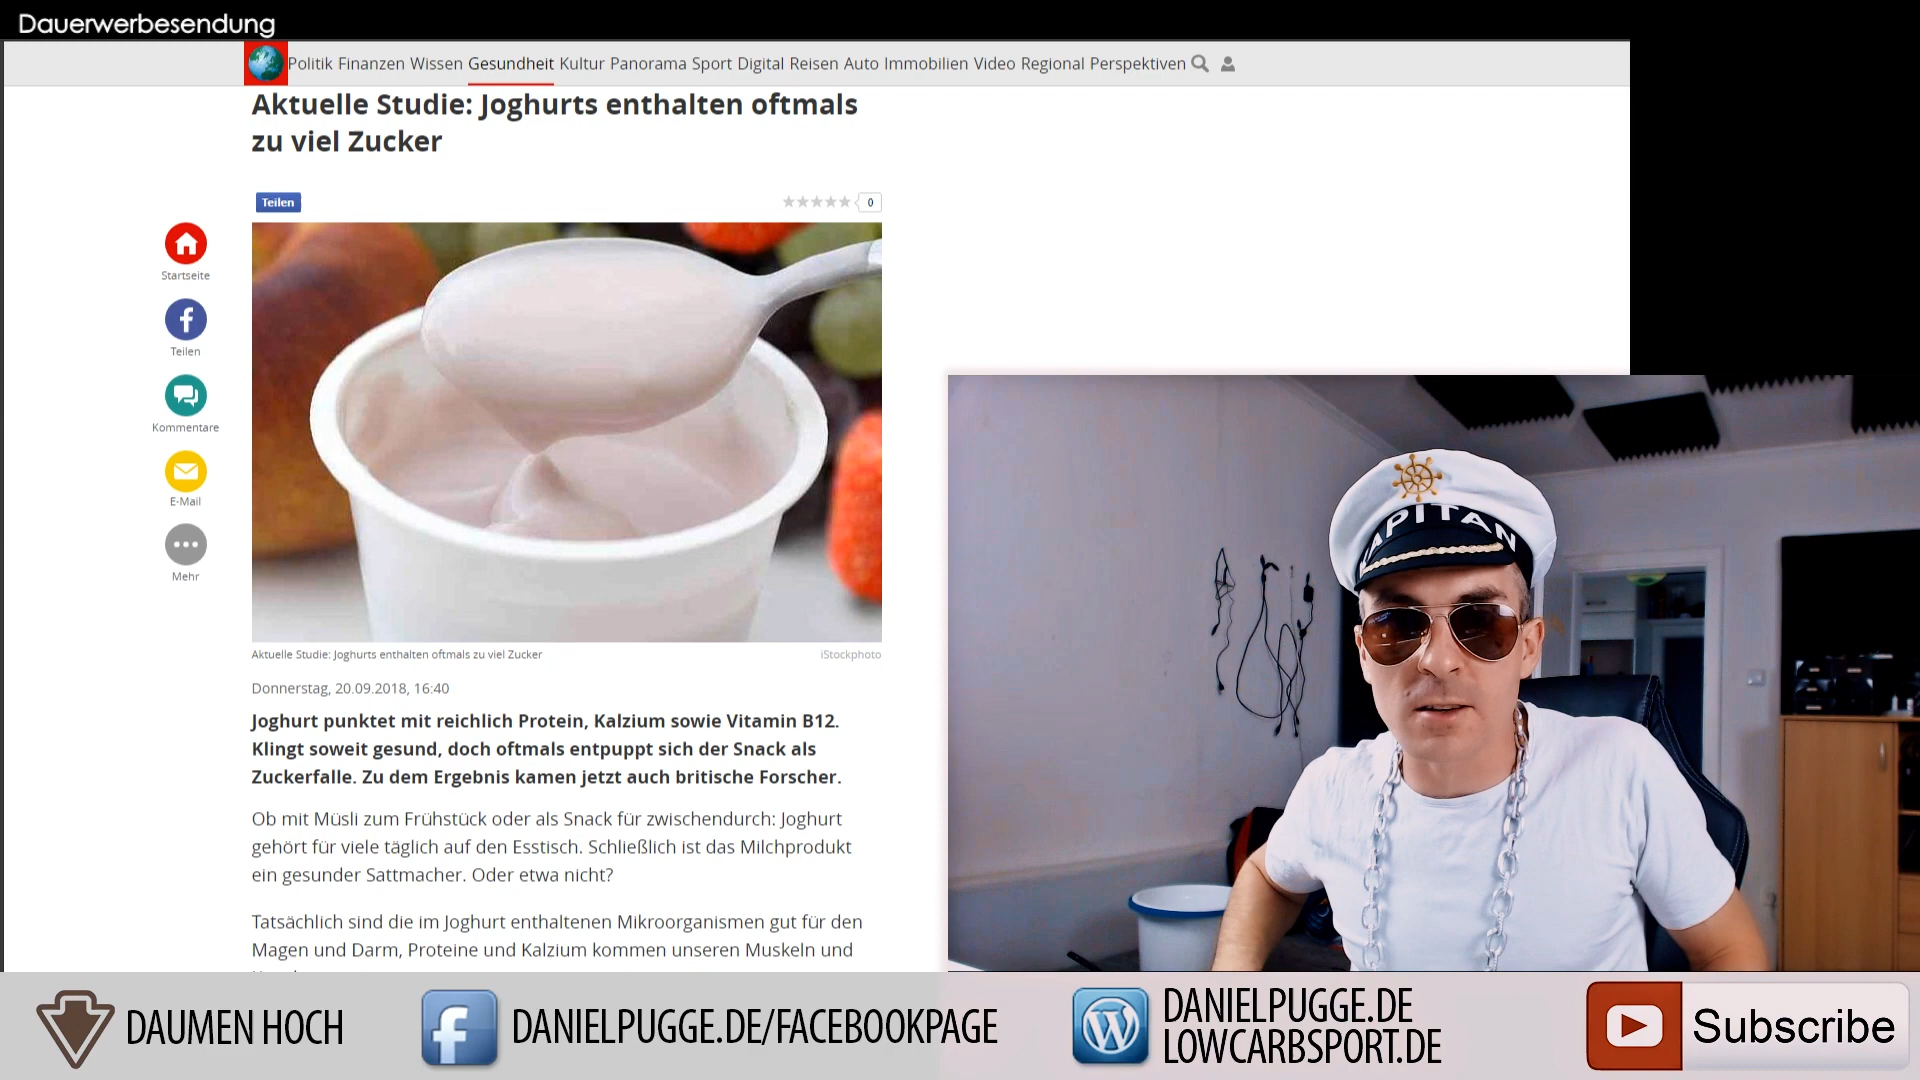 Dauerwerbesendung
Politik Finanzen Wissen Gesundheit Kultur Panorama Sport Digital Reisen Auto Immobilien Video Regional Perspektiven
Aktuelle Studie: Joghurts enthalten oftmals
zu viel Zucker
Teilen
0
Startseite
Teilen
Kommentare
E-Mail
Mehr
Aktuelle Studie: Joghurts enthalten oftmals zu viel Zucker
iStockphoto
Donnerstag, 20.09.2018, 16:40
Joghurt punktet mit reichlich Protein, Kalzium sowie Vitamin B12.
Klingt soweit gesund, doch oftmals entpuppt sich der Snack als
Zuckerfalle. Zu dem Ergebnis kamen jetzt auch britische Forscher.
Ob mit Müsli zum Frühstück oder als Snack für zwischendurch: Joghurt
gehört für viele täglich auf den Esstisch. Schließlich ist das Milchprodukt
ein gesunder Sattmacher. Oder etwa nicht?
Tatsächlich sind die im Joghurt enthaltenen Mikroorganismen gut für den
Magen und Darm, Proteine und Kalzium kommen unseren Muskeln und
KAPITAN
DAUMEN HOCH
DANIELPUGGE.DE/FACEBOOKPAGE
DANIELPUGGE.DE
LOWCARBSPORT.DE
Subscribe